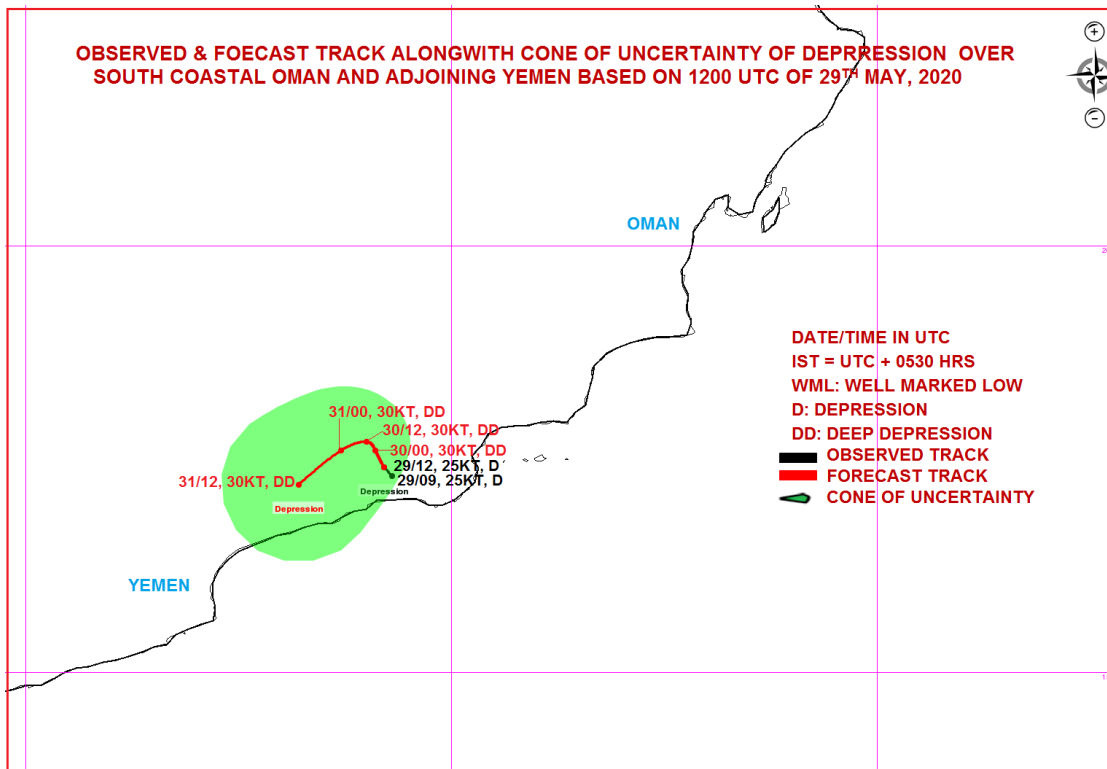 OBSERVED & FOECAST TRACK ALONGWITH CONE OF UNCERTAINTY OF DEPRRESSION OVER
SOUTH COASTAL OMAN AND ADJOINING YEMEN BASED ON 1200 UTC OF 29TH MAY, 2020
OMAN
DATE/TIME IN UTC
IST = UTC + 0530 HRS
WML: WELL MARKED LOW
D: DEPRESSION
DD: DEEP DEPRESSION
OBSERVED TRACK
FORECAST TRACK
CONE OF UNCERTAINTY
31/00, 30KT, DD
30/12, 30KT, DD
30/00, 30KT, DD
29/12, 25KT, D
29/09, 25KT, D
31/12, 30KT, DD
Depression
Depression
YEMEN